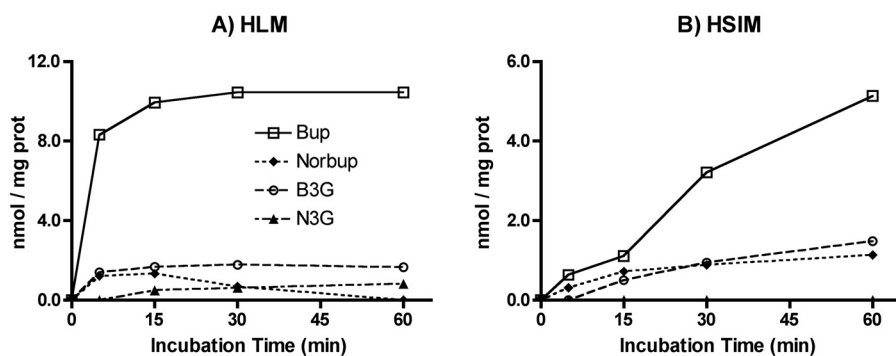 A) HLM
nmol / mg prot
12.0
8.0
4.0
0.0
Bup
Norbup
B3G
N3G
0 15 30 45 60
Incubation Time (min)
B) HSIM
nmol / mg prot
6.0
4.0
2.0
0.0
0 15 30 45 60
Incubation Time (min)